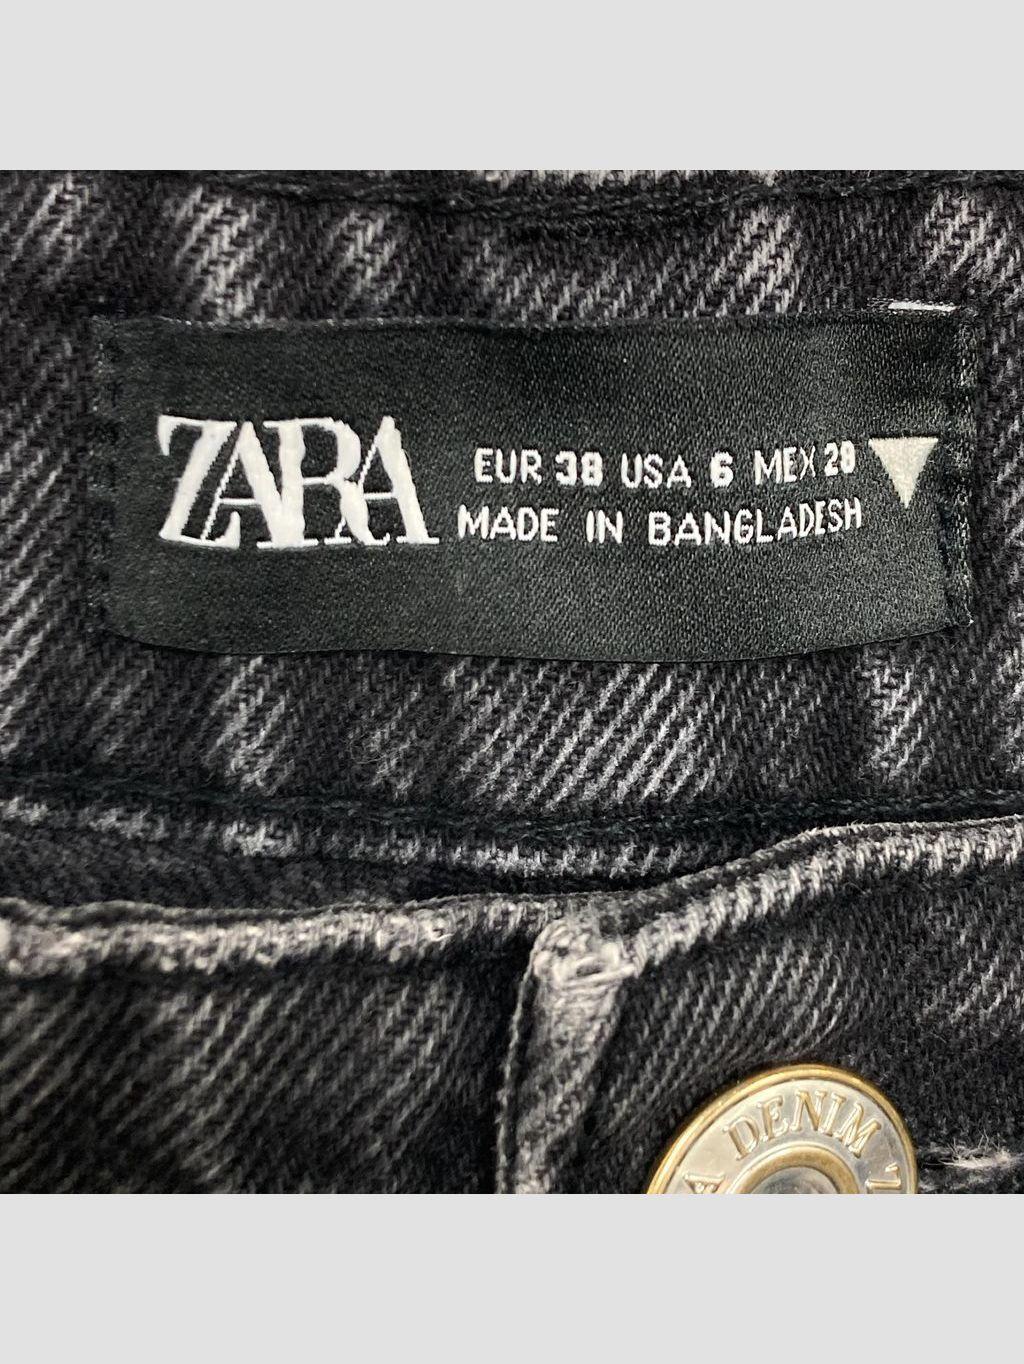 ZARA
EUR 38 USA 6 MEX 28
MADE IN BANGLADESH
DENIM